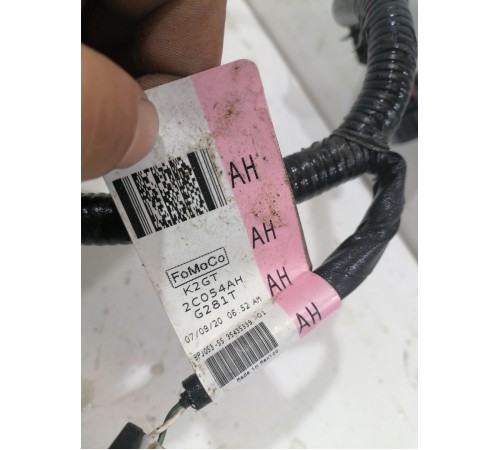 AH
AH
AH
AH
FoMoCo
K2GT
2C054AH
G281T
07/09/20 06.52 AM
Made in Mexico